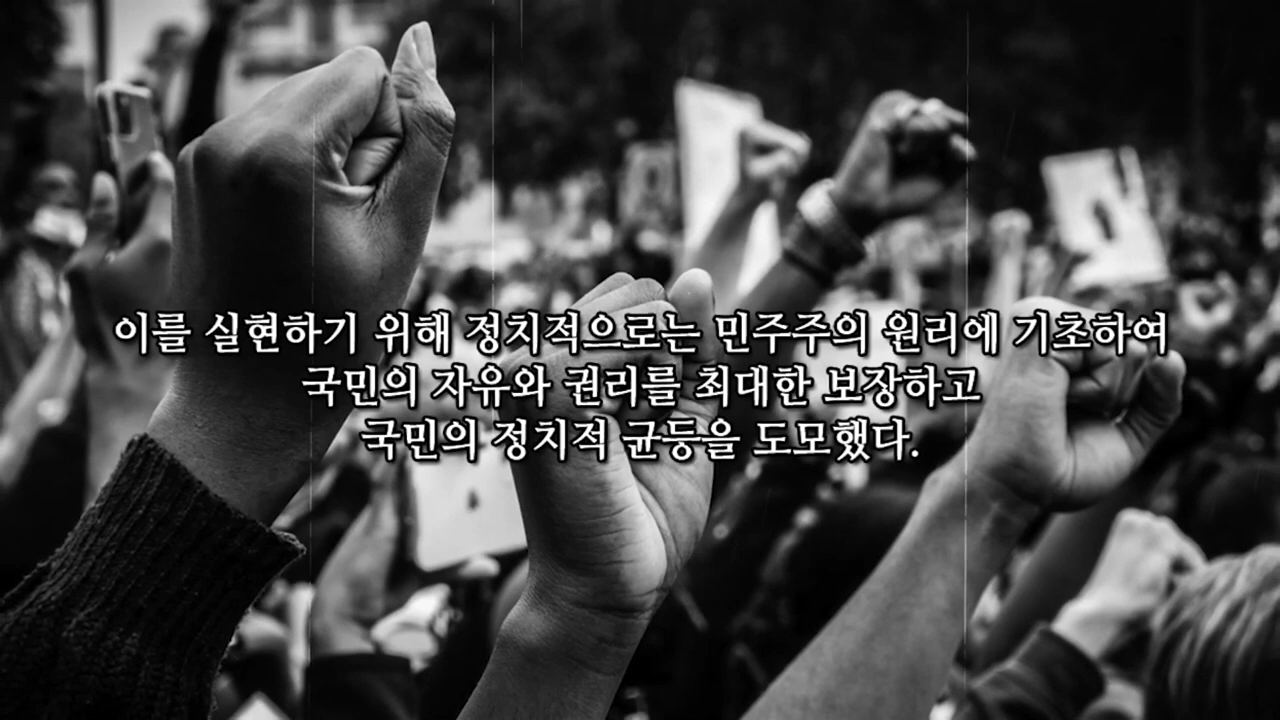 이를 실현하기 위해 정치적으로는 민주주의 원리에 기초하여
국민의 자유와 권리를 최대한 보장하고
국민의 정치적 균등을 도모했다.